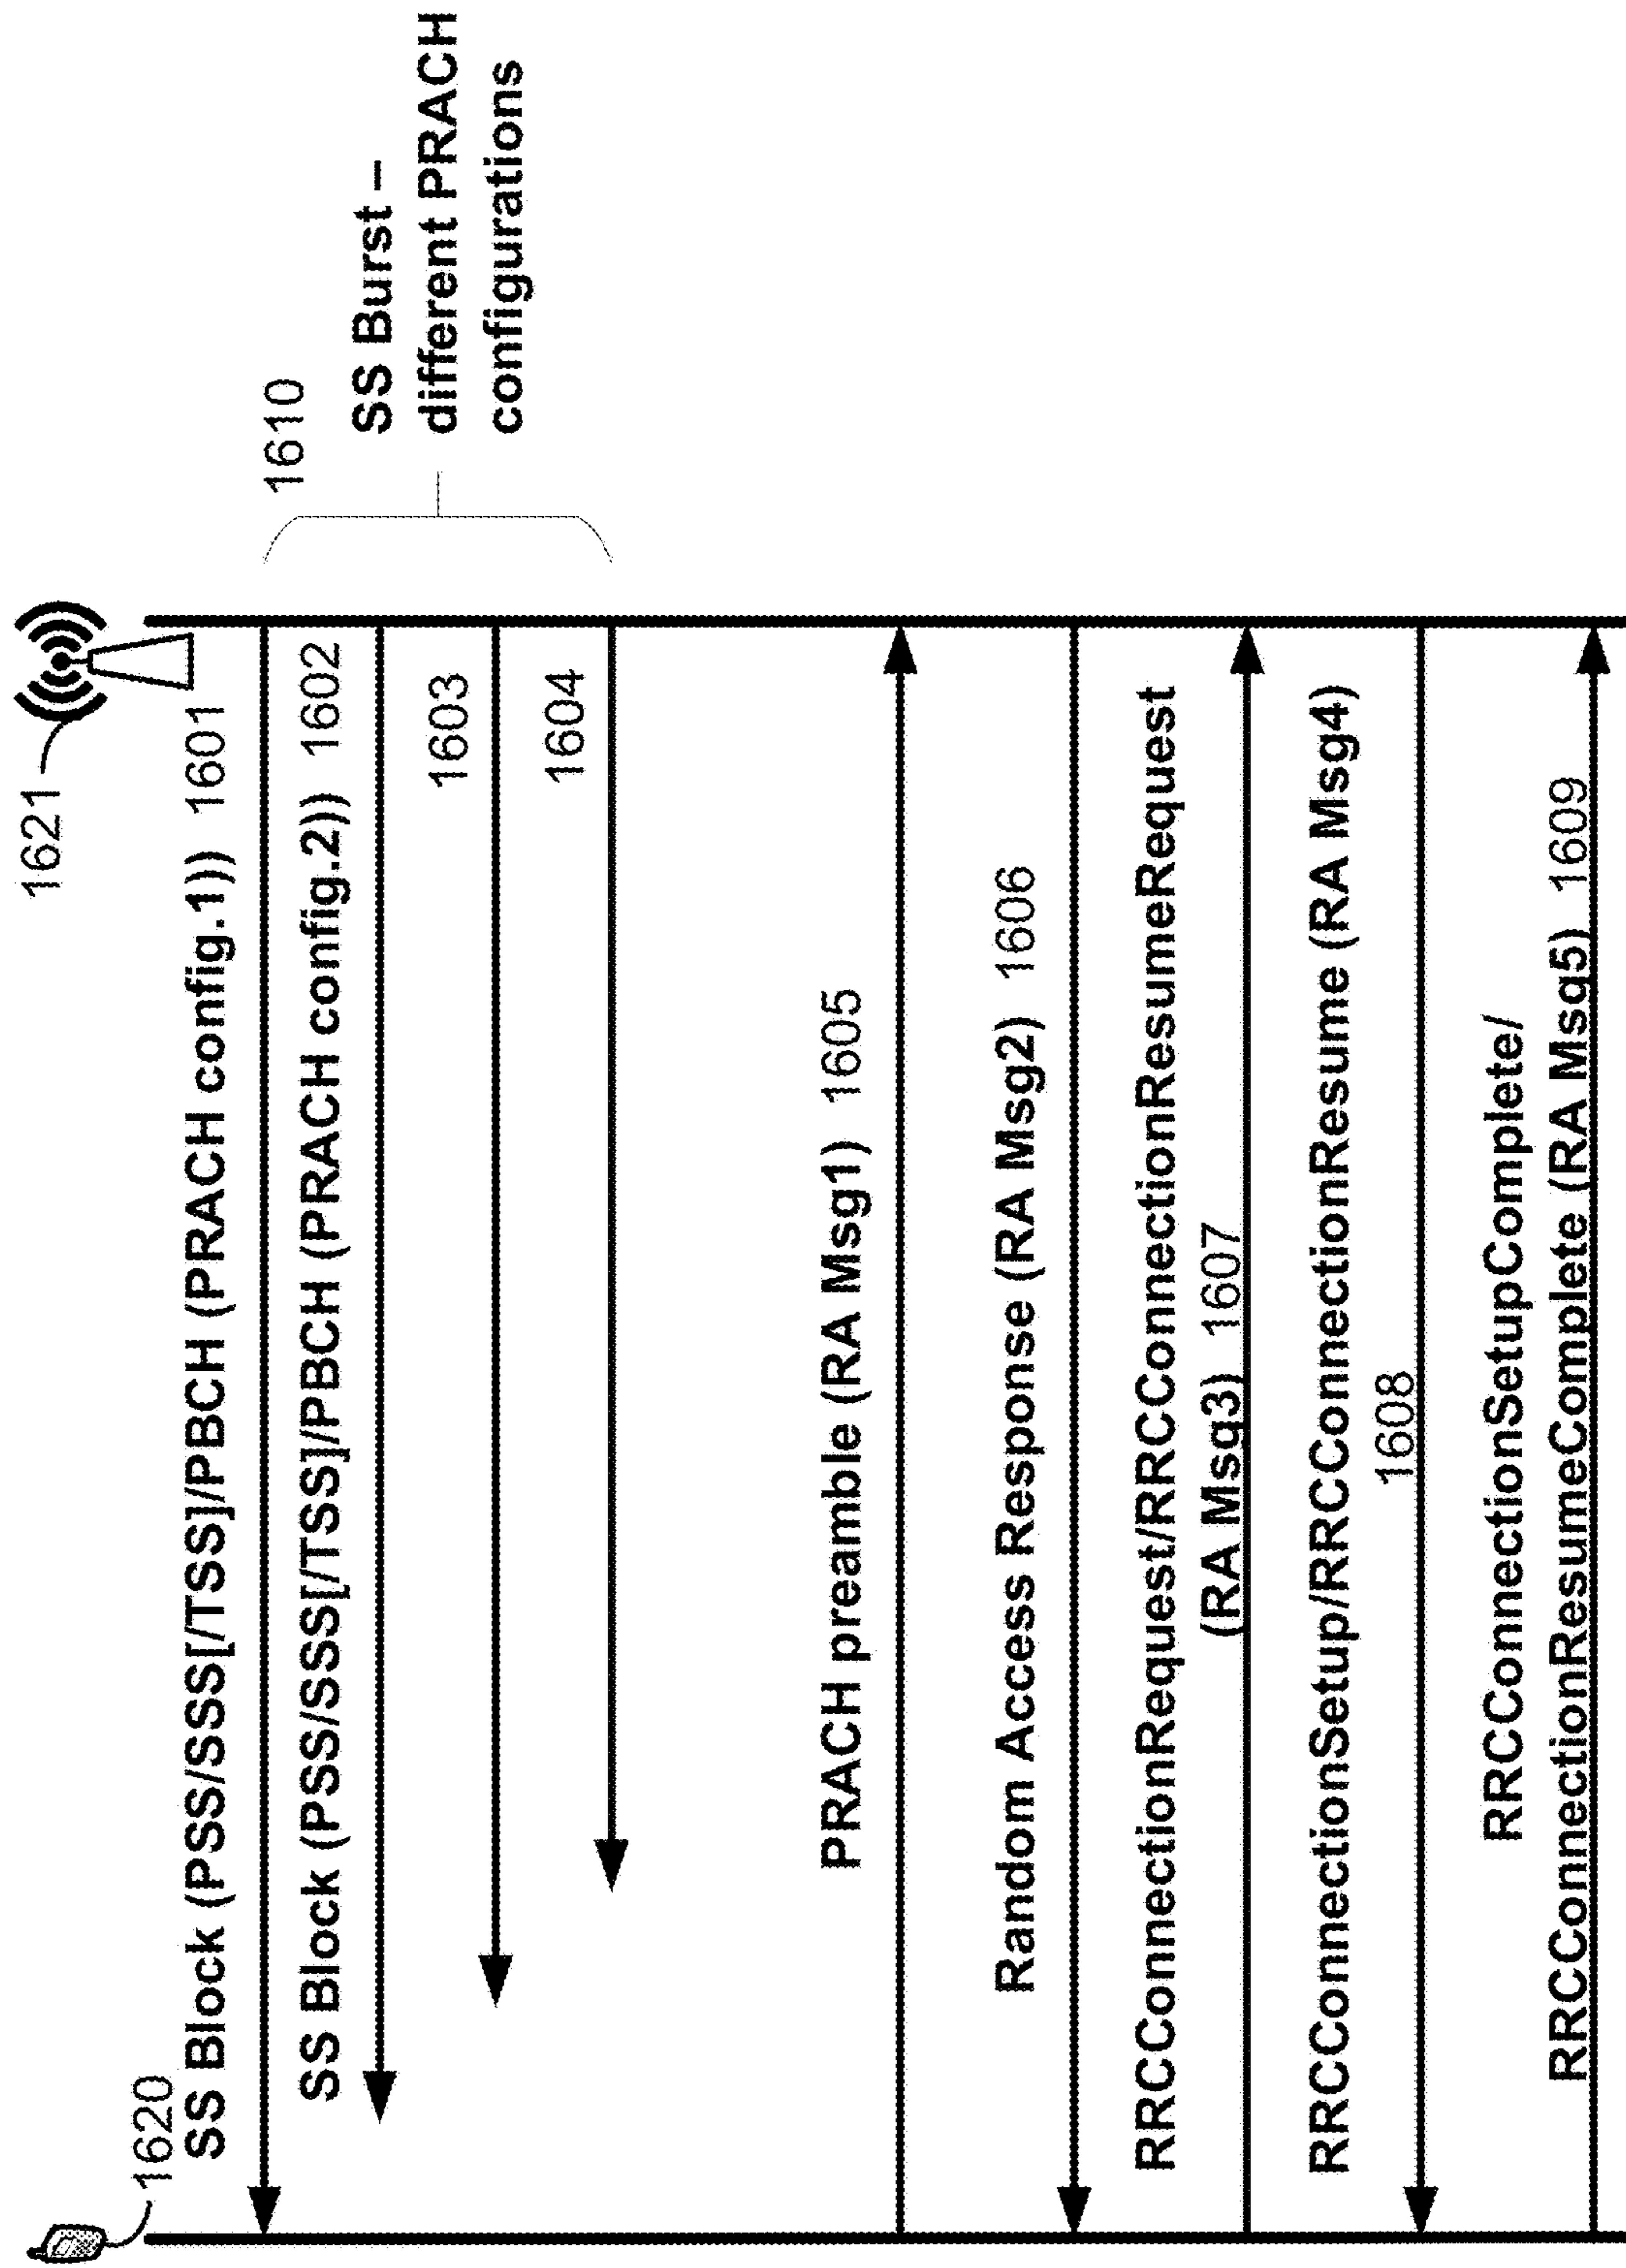 1620
1621
SS Block (PSS/SSS[/TSS]/PBCH (PRACH config.1)) 1601
1610
SS Block (PSS/SSS[/TSS]/PBCH (PRACH config.2)) 1602
SS Burst –
different PRACH
configurations
1603
1604
PRACH preamble (RA Msg1) 1605
Random Access Response (RA Msg2) 1606
RRCConnectionRequest/RRCConnectionResumeRequest
(RA Msg3) 1607
RRCConnectionSetup/RRCConnectionResume (RA Msg4)
1608
RRCConnectionSetupComplete/
RRCConnectionResumeComplete (RA Msg5) 1609